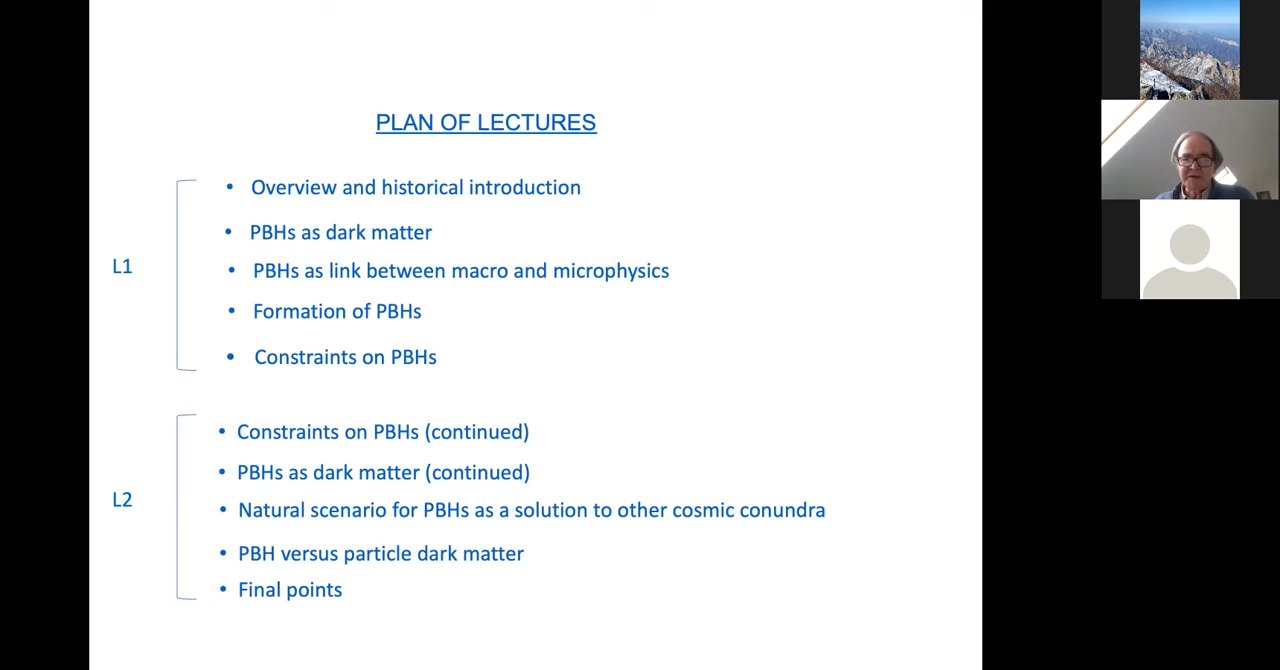 PLAN OF LECTURES
L1
• Overview and historical introduction
• PBHs as dark matter
• PBHs as link between macro and microphysics
• Formation of PBHs
• Constraints on PBHs
L2
• Constraints on PBHs (continued)
• PBHs as dark matter (continued)
• Natural scenario for PBHs as a solution to other cosmic conundra
• PBH versus particle dark matter
• Final points